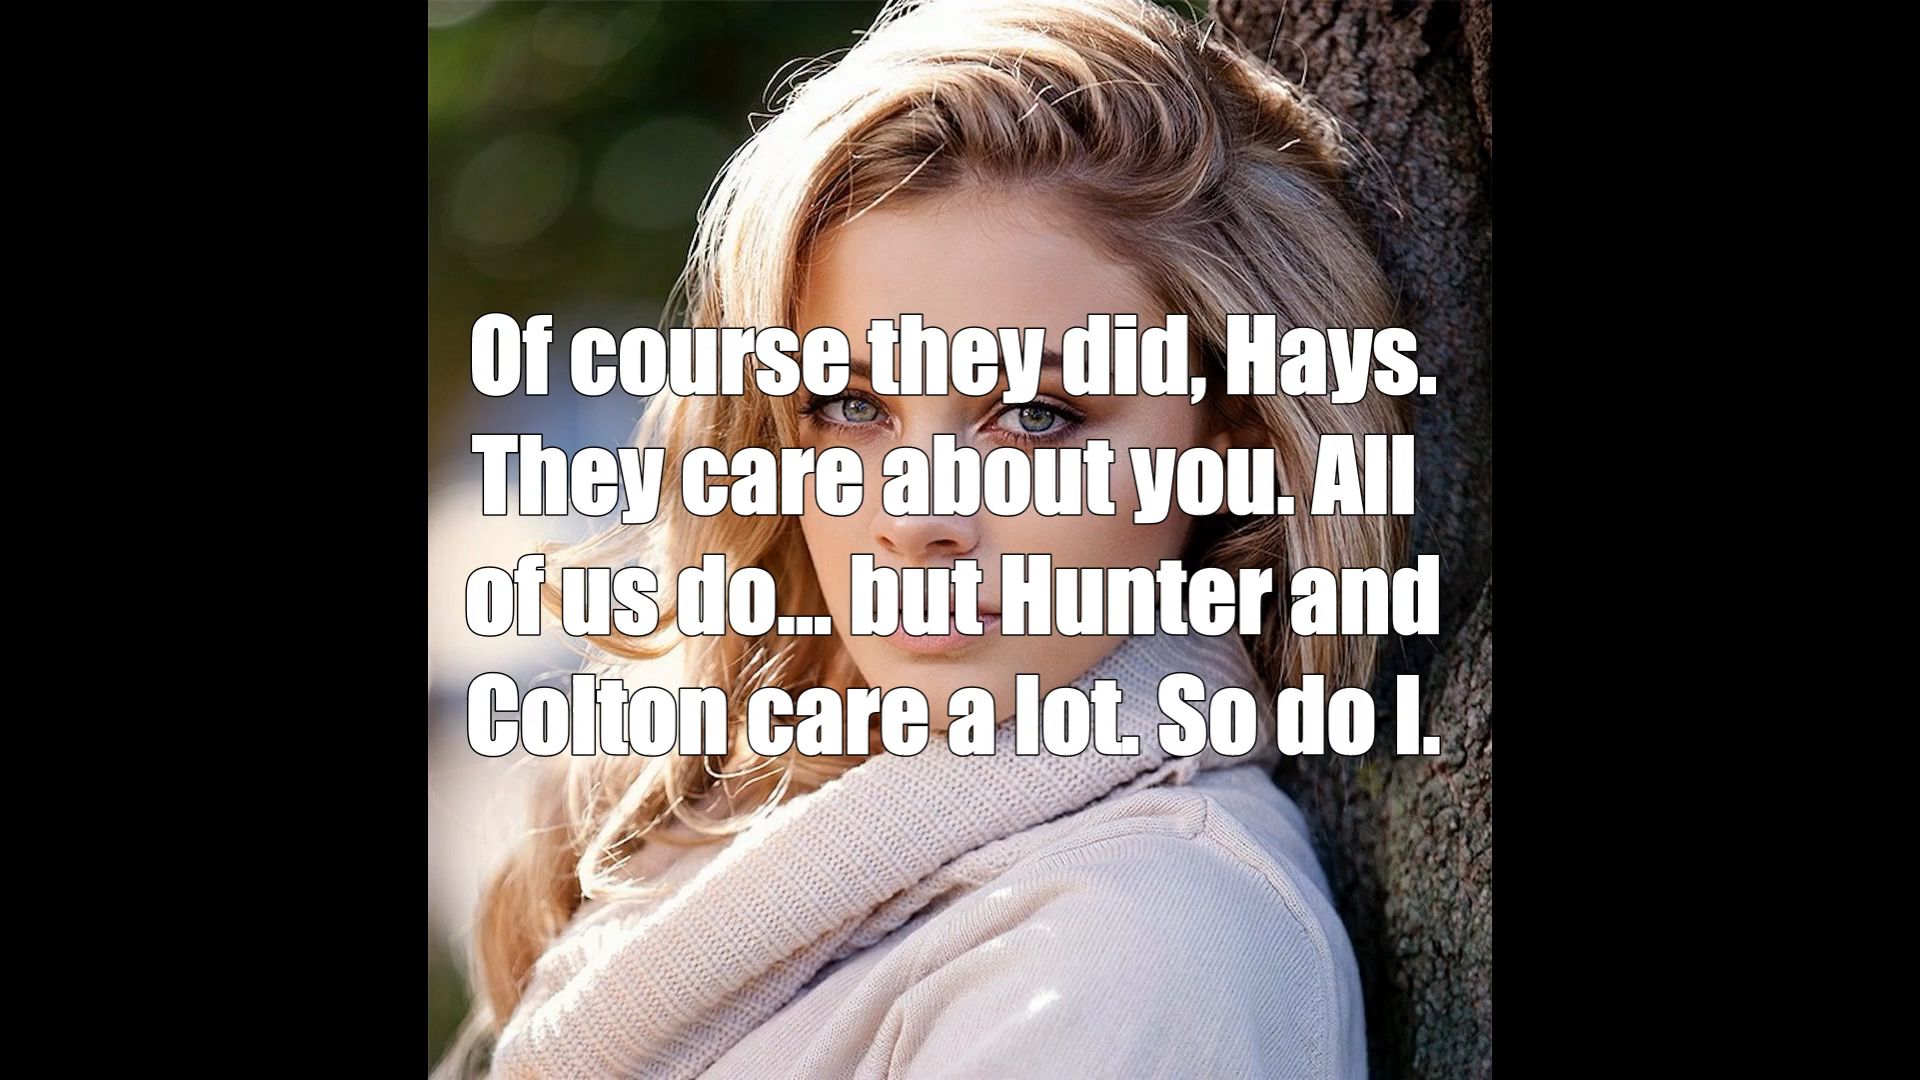 Of course they did, Hays.
They care about you. All
of us do... but Hunter and
Colton care a lot. So do I.